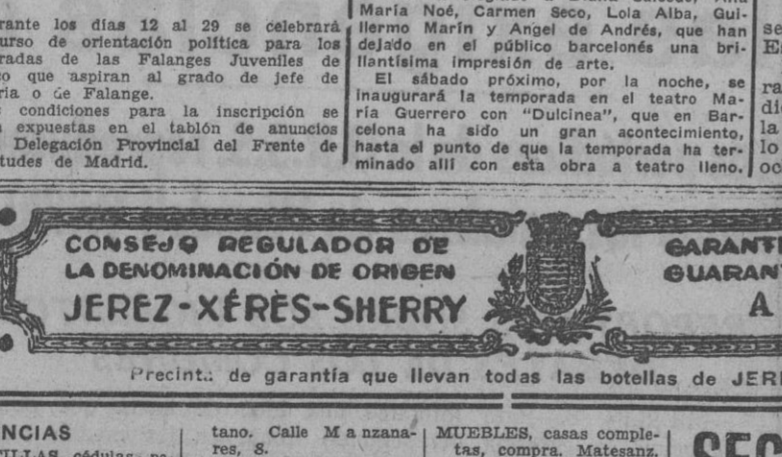 rante los días 12 al 29 se celebrará
urso de orientación política para los
radas de las Falanges Juveniles de
o que aspiran al grado de jefe de
ria o de Falange.
condiciones para la inscripción se
expuestas en el tablón de anuncios
Delegación Provincial del Frente de
tudes de Madrid.
María Noé, Carmen Seco, Lola Alba, Gui-
llermo Marín y Angel de Andrés, que han
dejado en el público barcelonés una bri-
llantísima impresión de arte.
El sábado próximo, por la noche, se
inaugurará la temporada en el teatro Ma-
ría Guerrero con "Dulcinea", que en Bar-
celona ha sido un gran acontecimiento,
hasta el punto de que la temporada ha ter-
minado allí con esta obra a teatro lleno.
se
E
ra
di
la
lo
oc
CONSEJO REGULADOR DE
LA DENOMINACIÓN DE ORIGEN
JEREZ-XÉRÈS-SHERRY
GARANT
GUARAN
A
Precint. de garantía que llevan todas las botellas de JER
NCIAS
cédulas
tano. Calle Manzana-
res, 8.
MUEBLES, casas comple-
tas, compra. Matesanz.